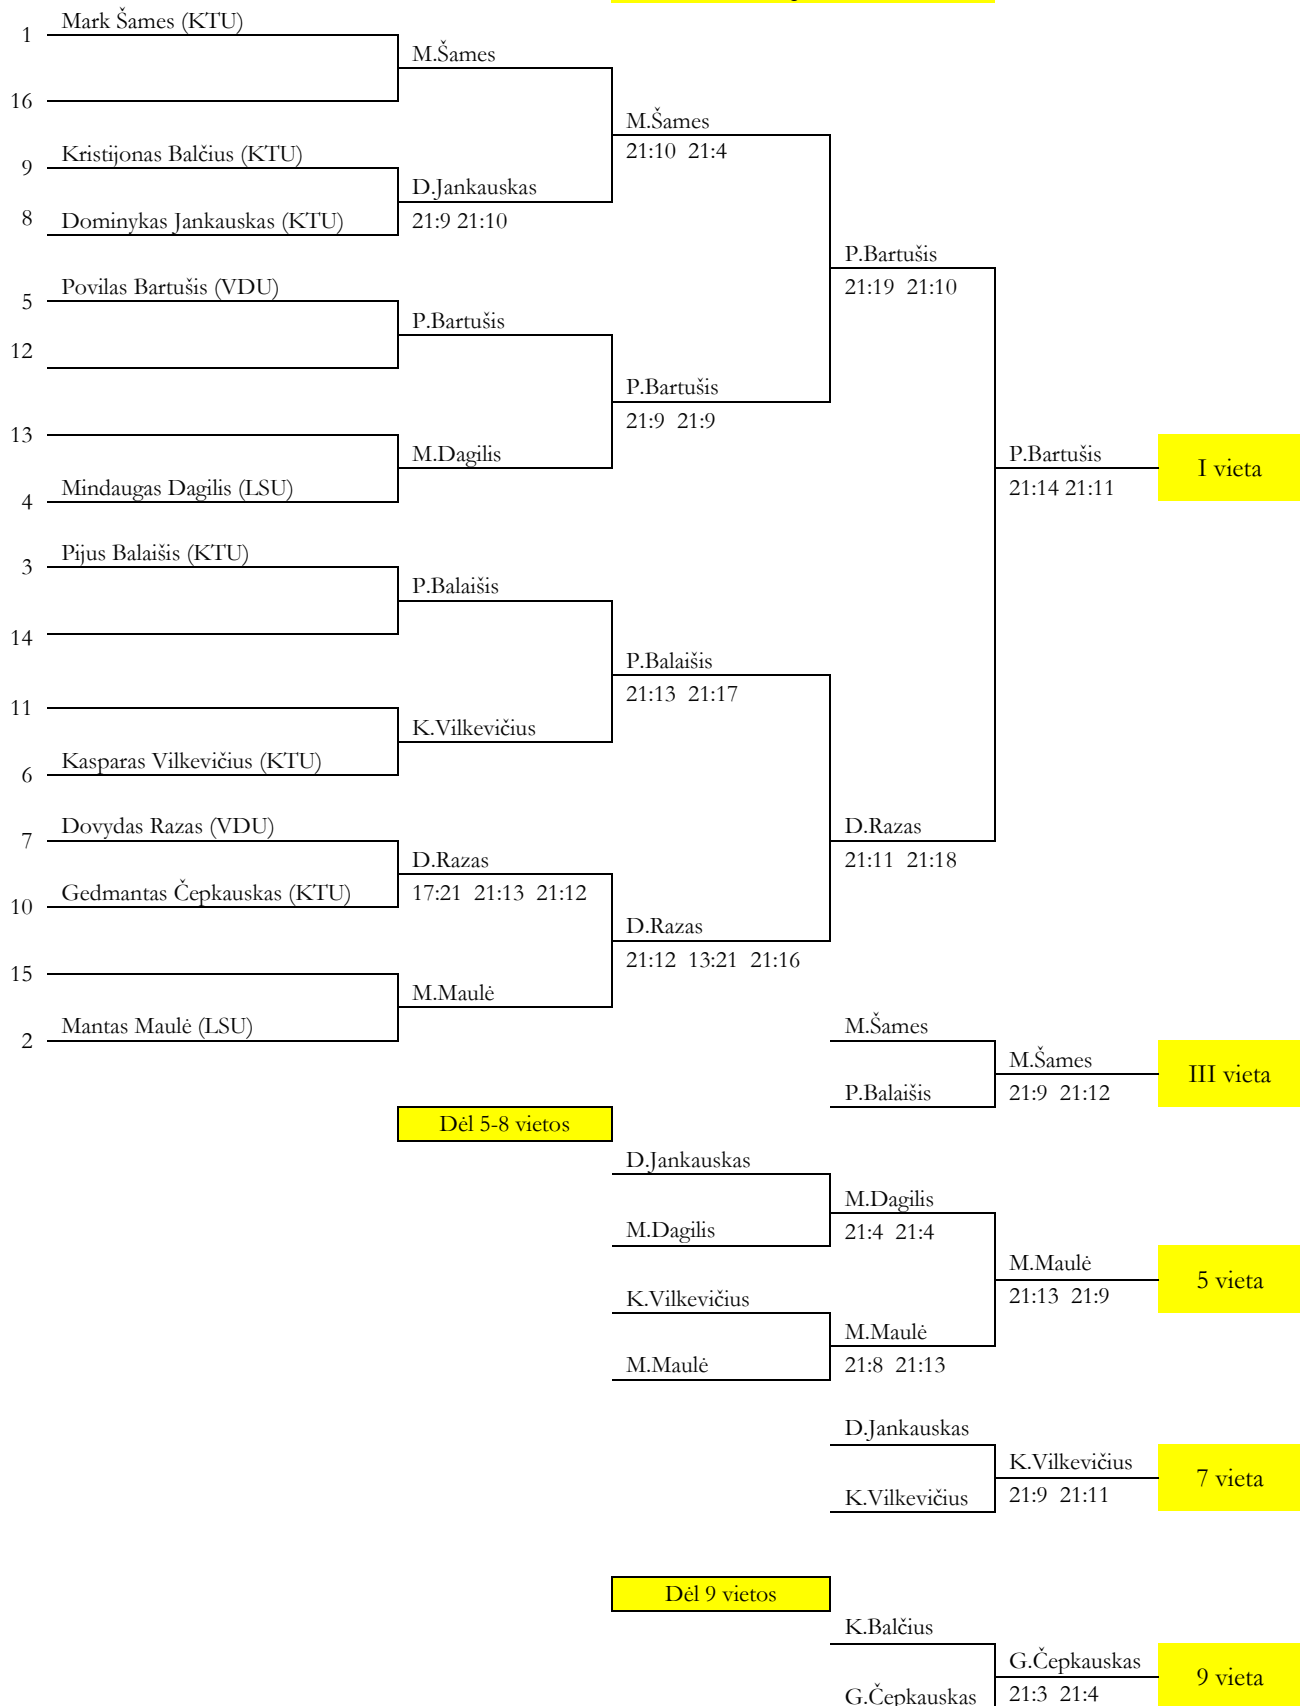 Mark Šames (KTU)
1
M.Šames
16
M.Šames
Kristijonas Balčius (KTU)
21:10 21:4
9
D.Jankauskas
8
Dominykas Jankauskas (KTU)
21:9 21:10
P.Bartušis
Povilas Bartušis (VDU)
21:19 21:10
5
P.Bartušis
12
P.Bartušis
21:9 21:9
13
M.Dagilis
P.Bartušis
I vieta
Mindaugas Dagilis (LSU)
21:14 21:11
4
Pijus Balaišis (KTU)
3
P.Balaišis
14
P.Balaišis
21:13 21:17
11
K.Vilkevičius
Kasparas Vilkevičius (KTU)
6
Dovydas Razas (VDU)
D.Razas
7
D.Razas
21:11 21:18
Gedmantas Čepkauskas (KTU)
17:21 21:13 21:12
10
D.Razas
21:12 13:21 21:16
15
M.Maulė
Mantas Maulė (LSU)
M.Šames
2
M.Šames
III vieta
P.Balaišis
21:9 21:12
Dėl 5-8 vietos
D.Jankauskas
M.Dagilis
M.Dagilis
21:4 21:4
M.Maulė
5 vieta
K.Vilkevičius
21:13 21:9
M.Maulė
M.Maulė
21:8 21:13
D.Jankauskas
K.Vilkevičius
7 vieta
K.Vilkevičius
21:9 21:11
Dėl 9 vietos
K.Balčius
G.Čepkauskas
9 vieta
G.Čepkauskas
21:3 21:4